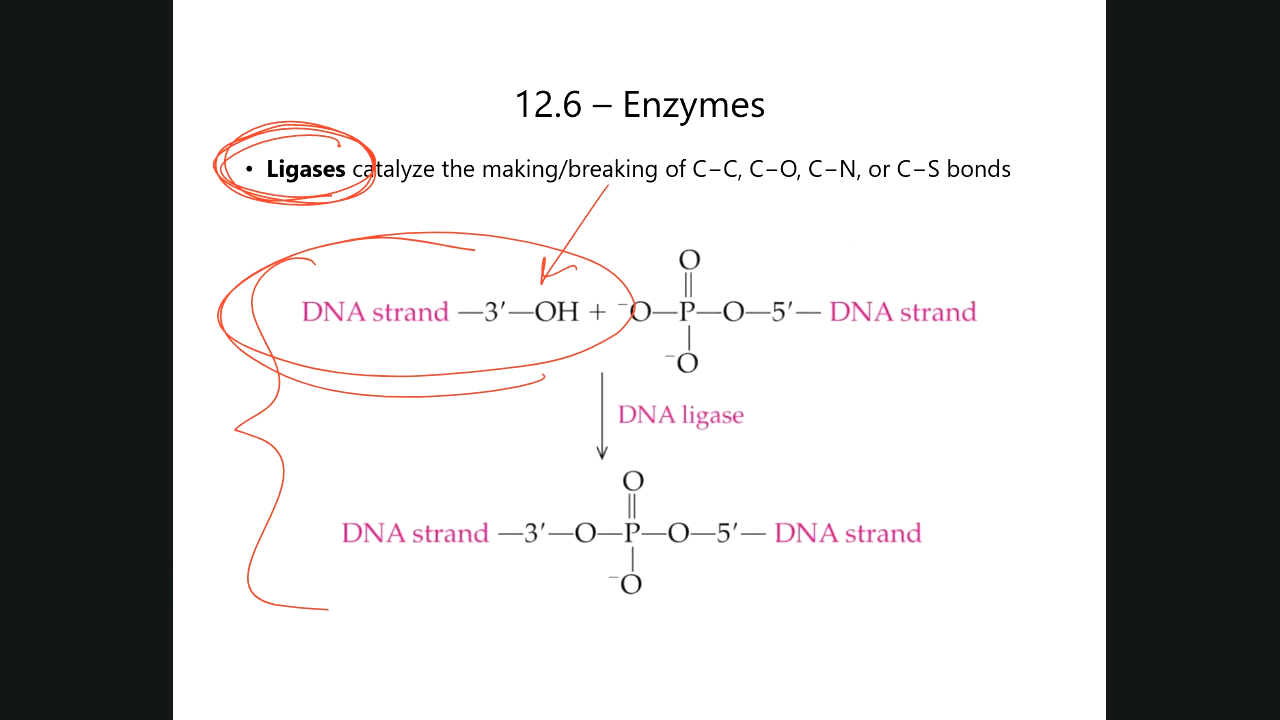 12.6 – Enzymes
• Ligases catalyze the making/breaking of C–C, C–O, C–N, or C–S bonds
O
DNA strand —3′—OH + ⁻O—P—O—5′— DNA strand
⁻O
DNA ligase
O
DNA strand —3′—O—P—O—5′— DNA strand
⁻O